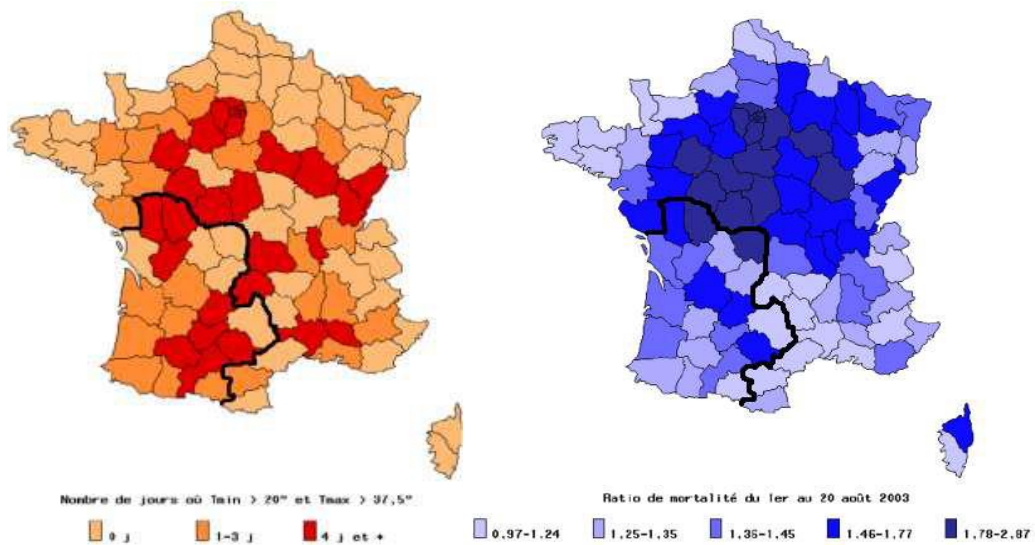 Nombre de jours où Tmin > 20° et Tmax > 37,5°
0 j
1-3 j
4 j et +
Ratio de mortalité du 1er au 20 août 2003
0.97-1.24
1.25-1.35
1.36-1.45
1.46-1.77
1.78-2.87